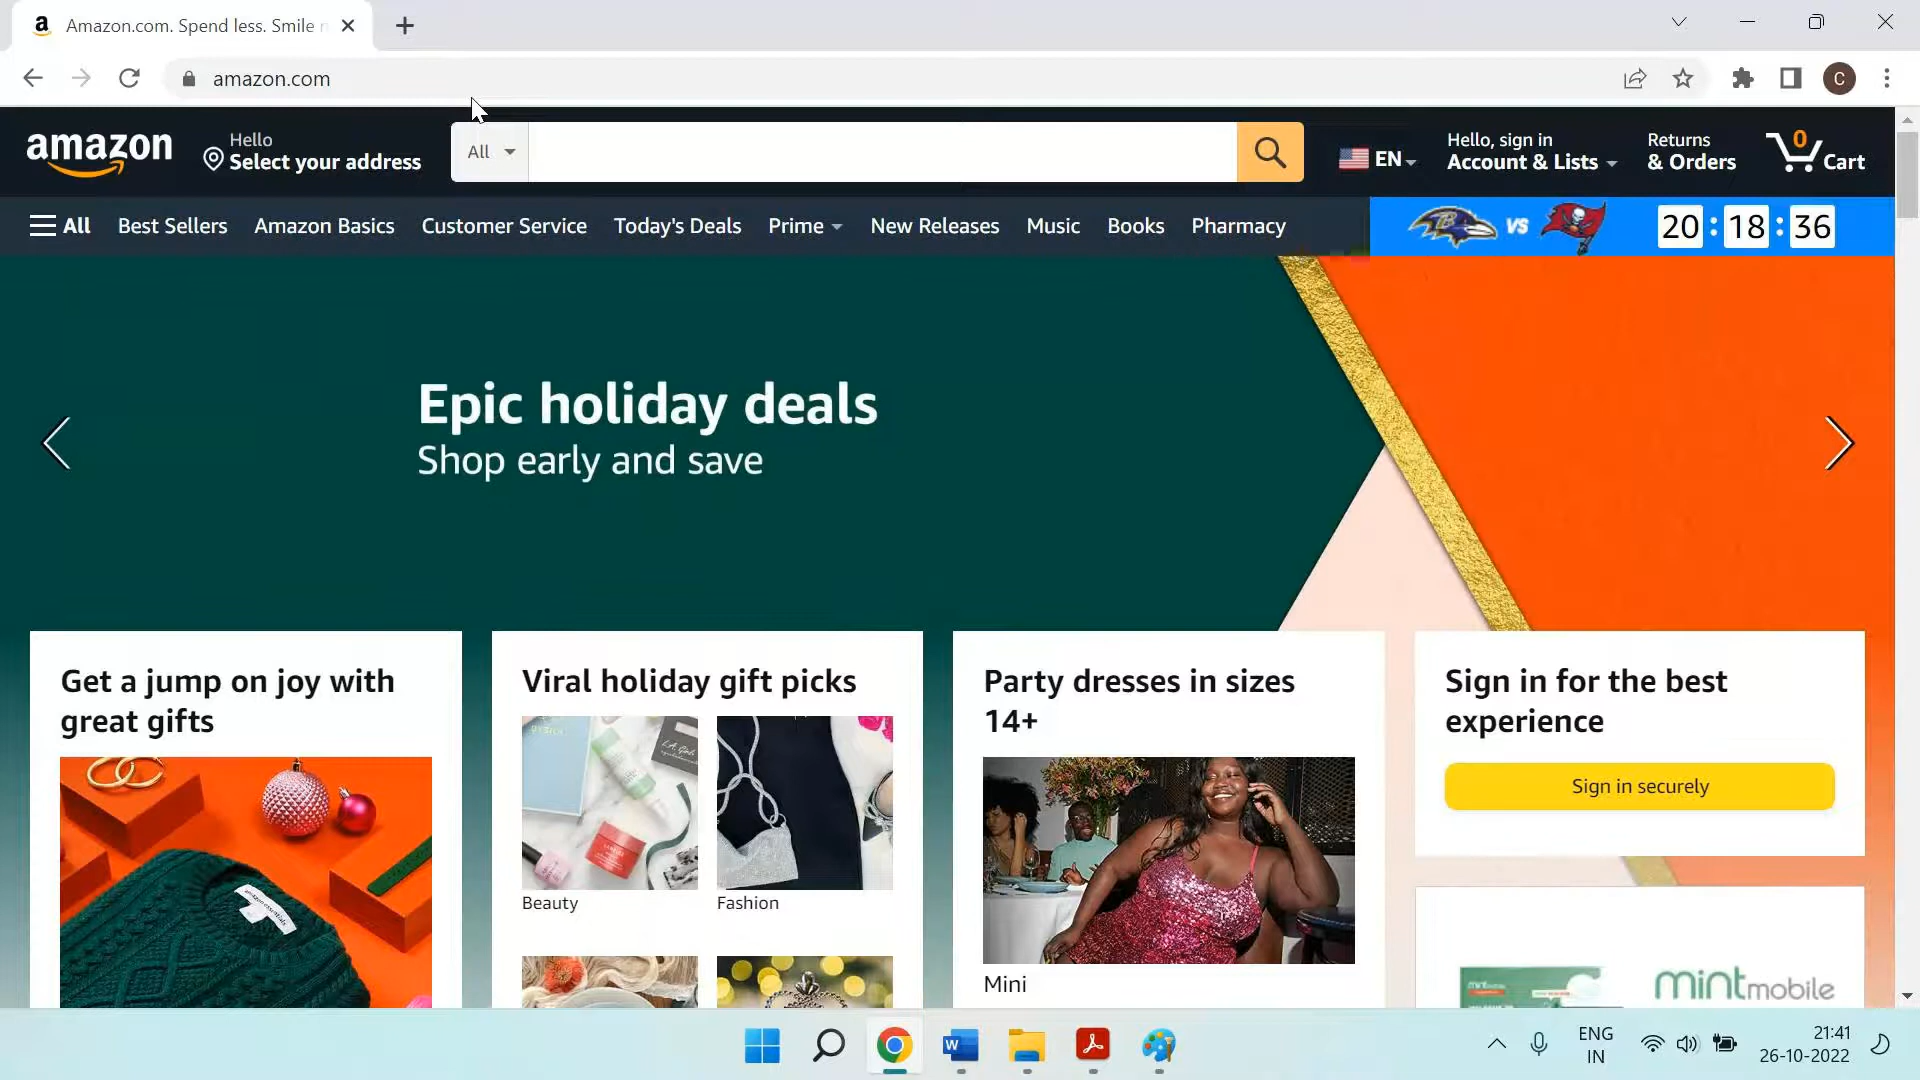 Amazon.com. Spend less. Smile
amazon.com
C
amazon
Hello
Select your address
All
EN
Hello, sign in
Account & Lists
Returns
& Orders
0
Cart
All
Best Sellers
Amazon Basics
Customer Service
Today's Deals
Prime
New Releases
Music
Books
Pharmacy
VS
20 : 18 : 36
Epic holiday deals
Shop early and save
Get a jump on joy with
great gifts
Viral holiday gift picks
Beauty
Fashion
Party dresses in sizes
14+
Mini
Sign in for the best
experience
Sign in securely
mintmobile
ENG
IN
21:41
26-10-2022